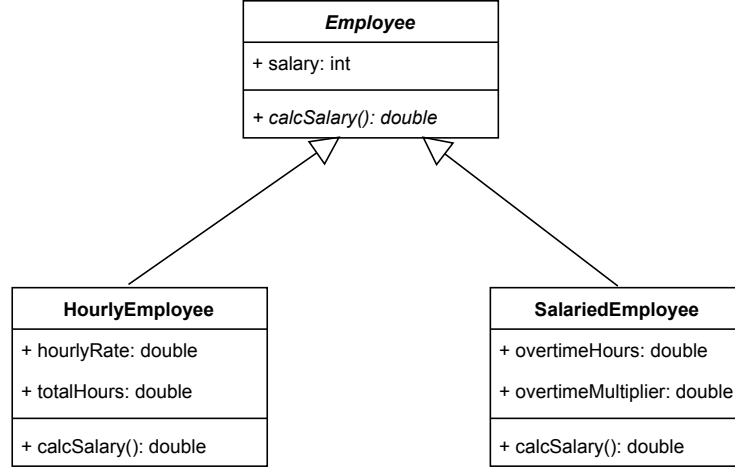 Employee
+ salary: int
+ calcSalary(): double
HourlyEmployee
+ hourlyRate: double
+ totalHours: double
+ calcSalary(): double
SalariedEmployee
+ overtimeHours: double
+ overtimeMultiplier: double
+ calcSalary(): double